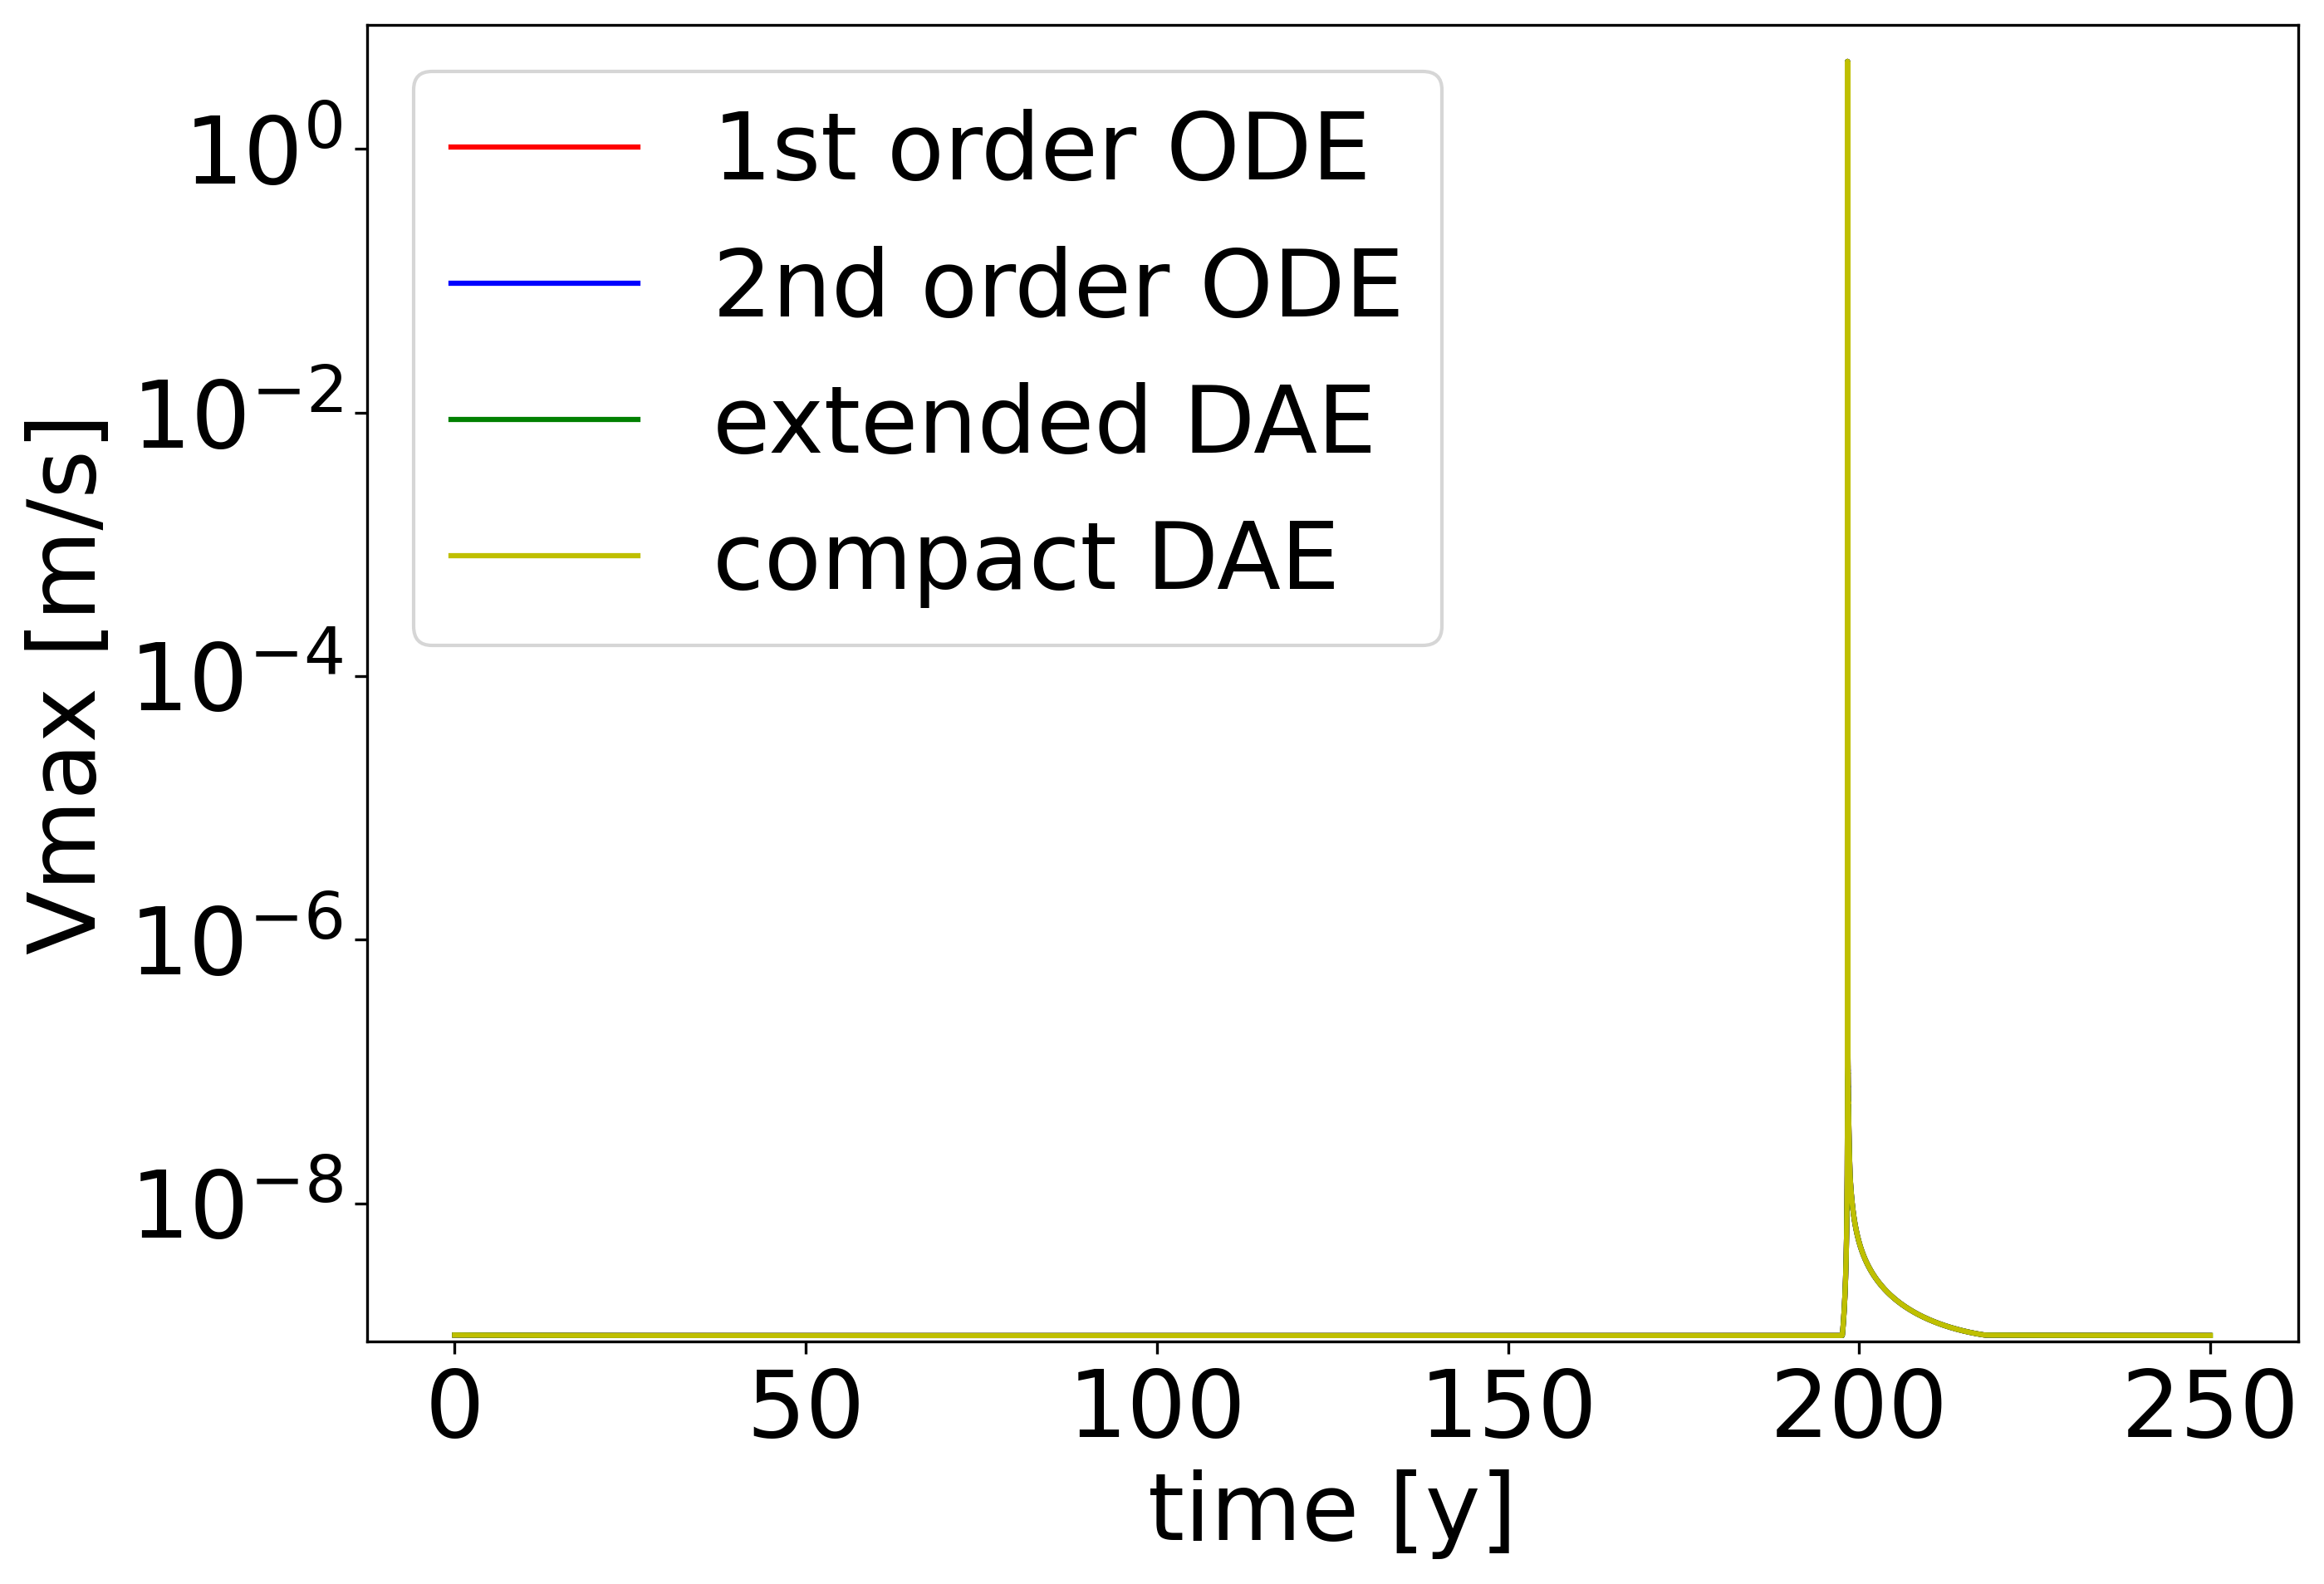 Vmax [m/s]
10⁰
10⁻²
10⁻⁴
10⁻⁶
10⁻⁸
1st order ODE
2nd order ODE
extended DAE
compact DAE
0 50 100 150 200 250
time [y]